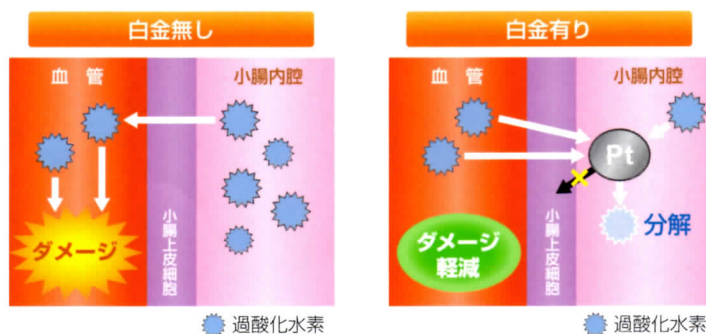 白金無し
血 管
小腸内腔
ダメージ
小腸上皮細胞
過酸化水素
白金有り
血 管
小腸内腔
Pt
分解
ダメージ
軽減
小腸上皮細胞
過酸化水素